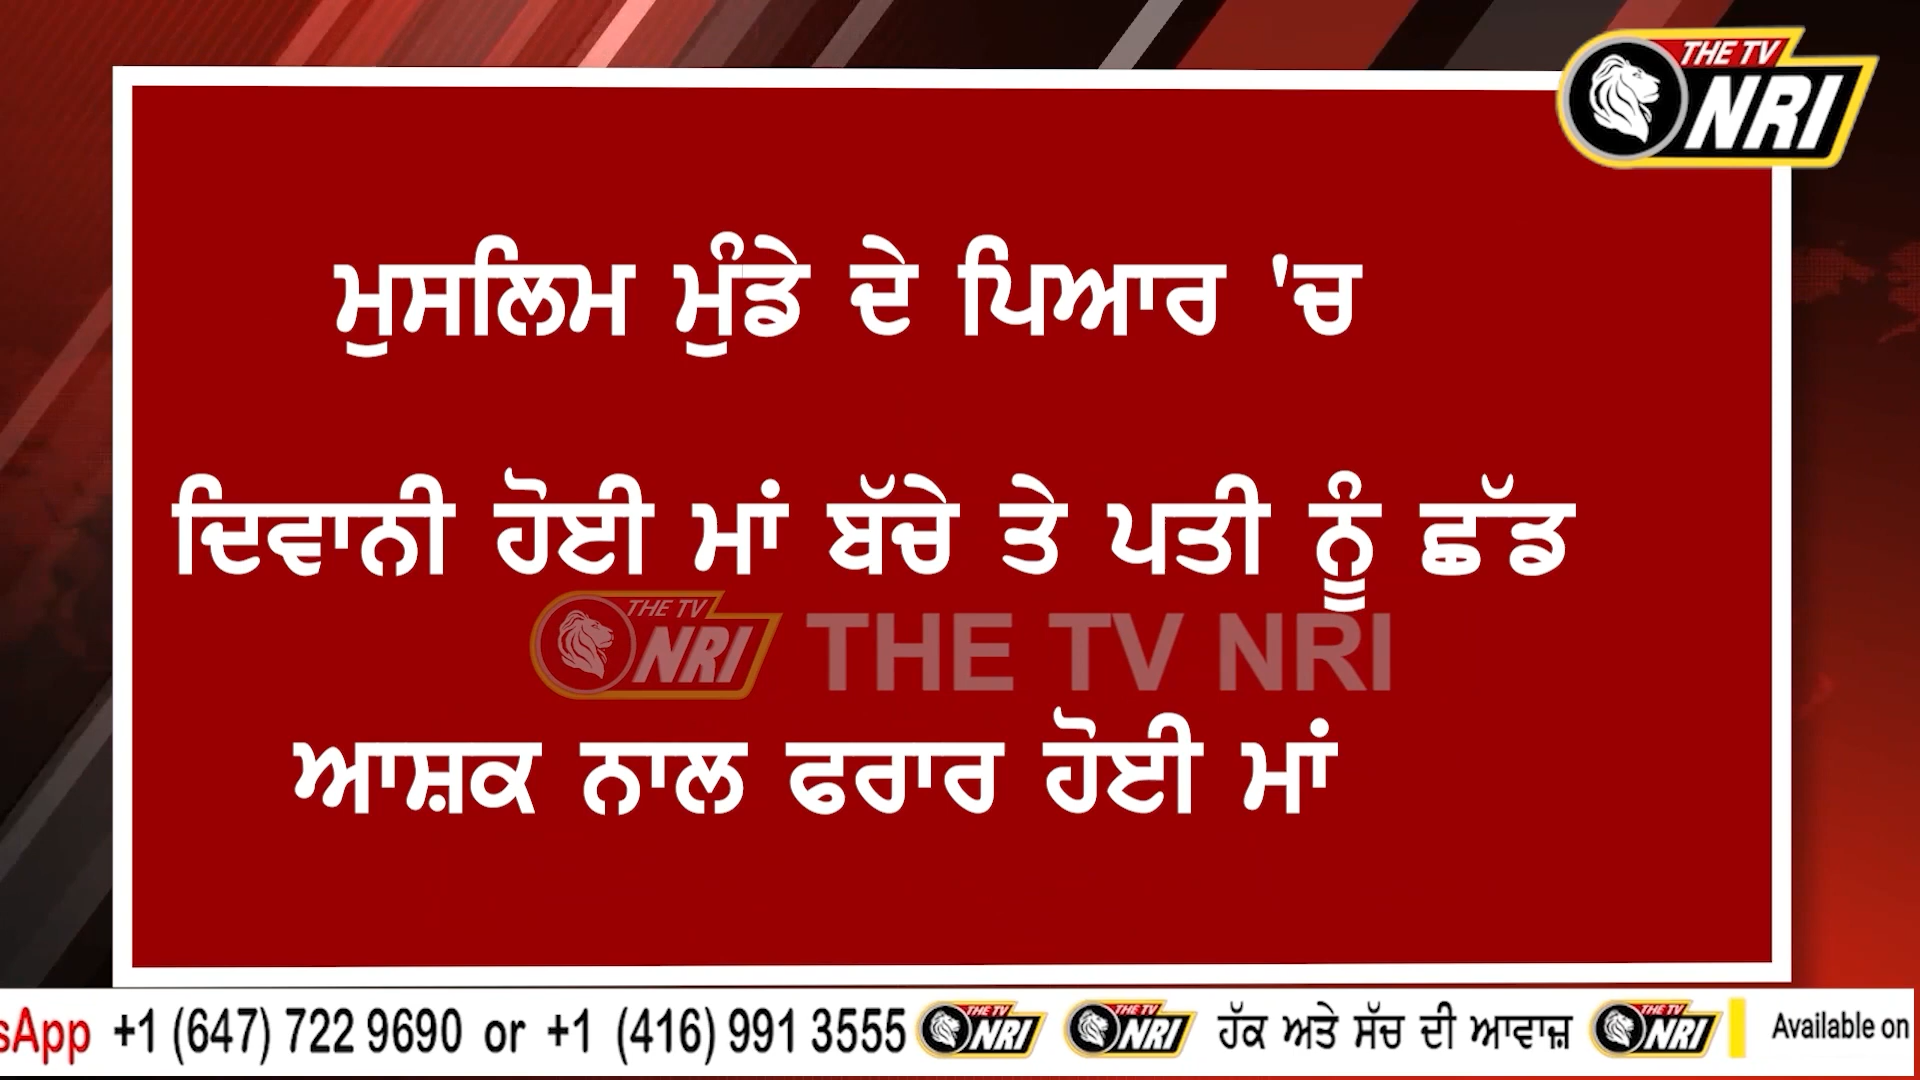 THE TV
NRI
ਮੁਸਲਿਮ ਮੁੰਡੇ ਦੇ ਪਿਆਰ 'ਚ
ਦਿਵਾਨੀ ਹੋਈ ਮਾਂ ਬੱਚੇ ਤੇ ਪਤੀ ਨੂੰ ਛੱਡ
THE TV NRI THE TV NRI
ਆਸ਼ਕ ਨਾਲ ਫਰਾਰ ਹੋਈ ਮਾਂ
sApp +1 (647) 722 9690 or +1 (416) 991 3555 THE TV NRI THE TV NRI ਹੱਕ ਅਤੇ ਸੱਚ ਦੀ ਆਵਾਜ਼ THE TV NRI Available on